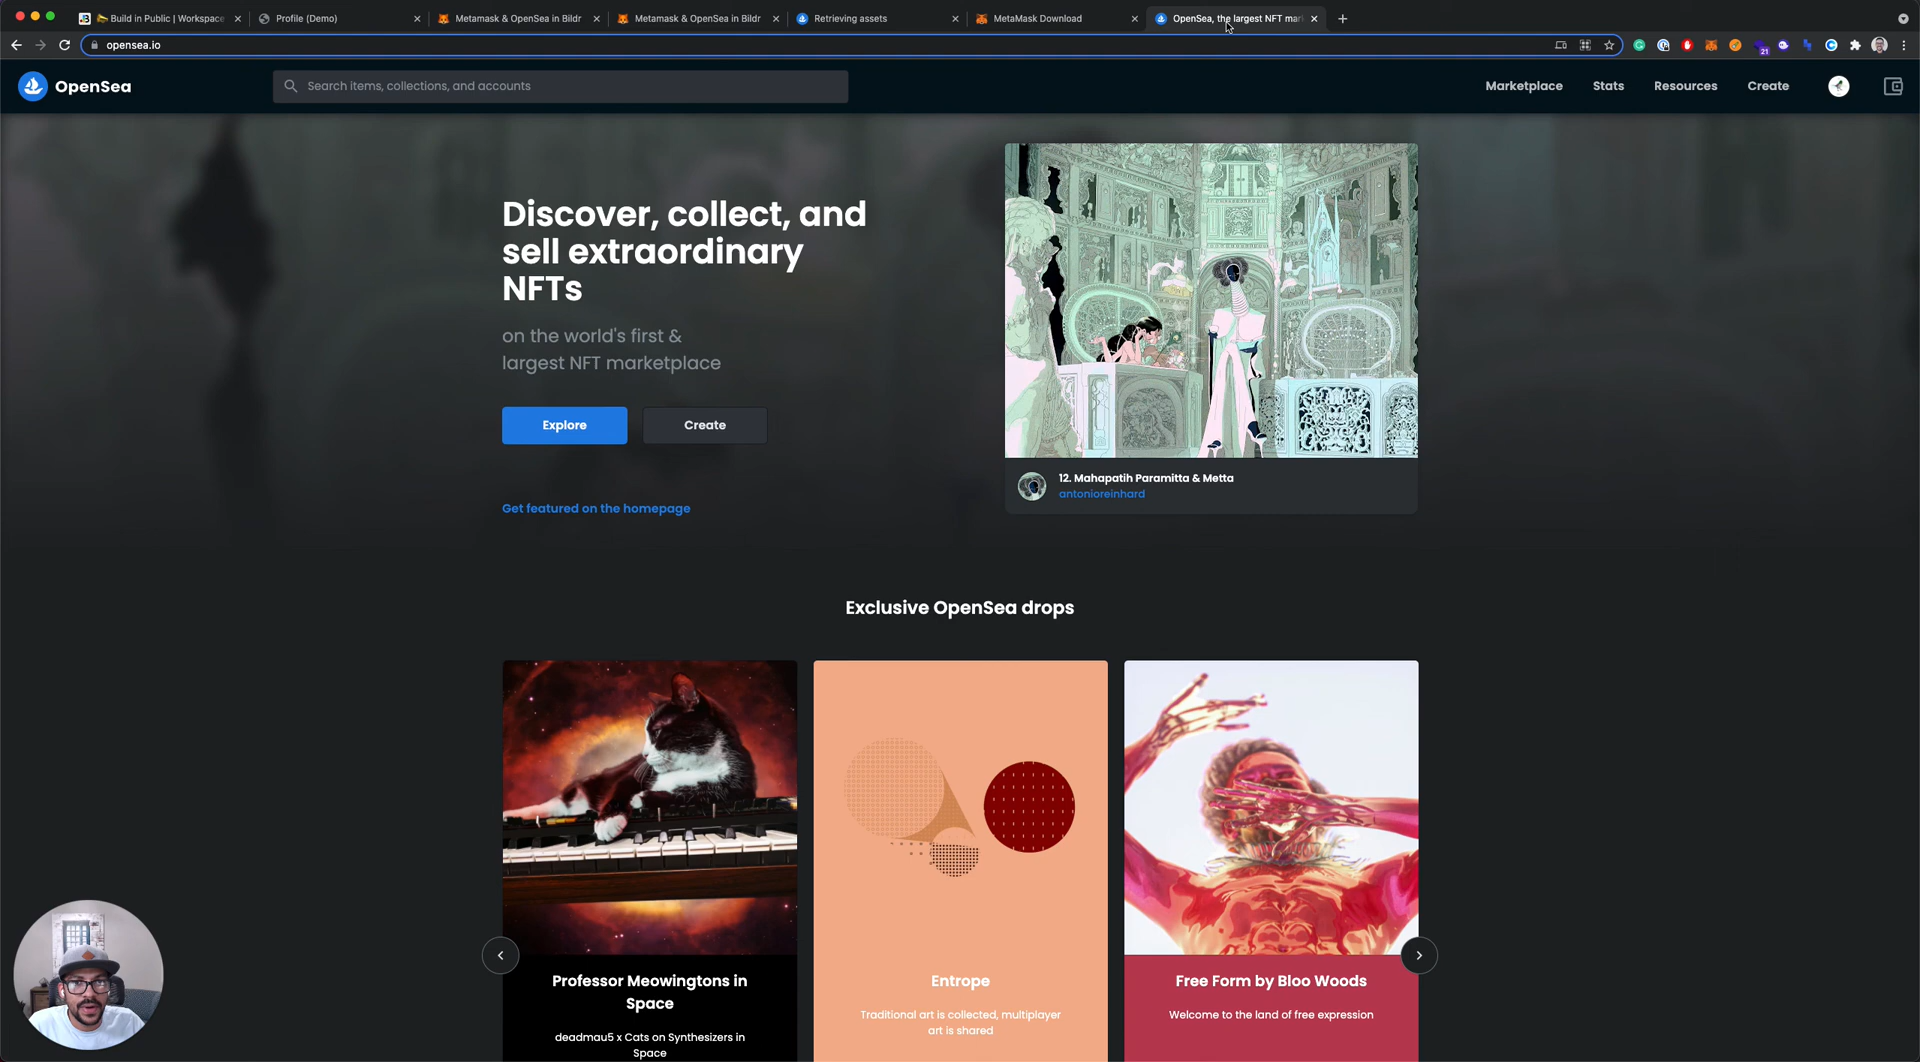 Build in Public | Workspace
Profile (Demo)
Metamask & OpenSea in Bildr
Metamask & OpenSea in Bildr
Retrieving assets
MetaMask Download
OpenSea, the largest NFT mar
opensea.io
21
OpenSea
Search items, collections, and accounts
Marketplace
Stats
Resources
Create
Discover, collect, and
sell extraordinary
NFTs
on the world's first &
largest NFT marketplace
Explore
Create
Get featured on the homepage
12. Mahapatih Paramitta & Metta
antonioreinhard
Exclusive OpenSea drops
Professor Meowingtons in
Space
deadmau5 x Cats on Synthesizers in
Space
Entrope
Traditional art is collected, multiplayer
art is shared
Free Form by Bloo Woods
Welcome to the land of free expression